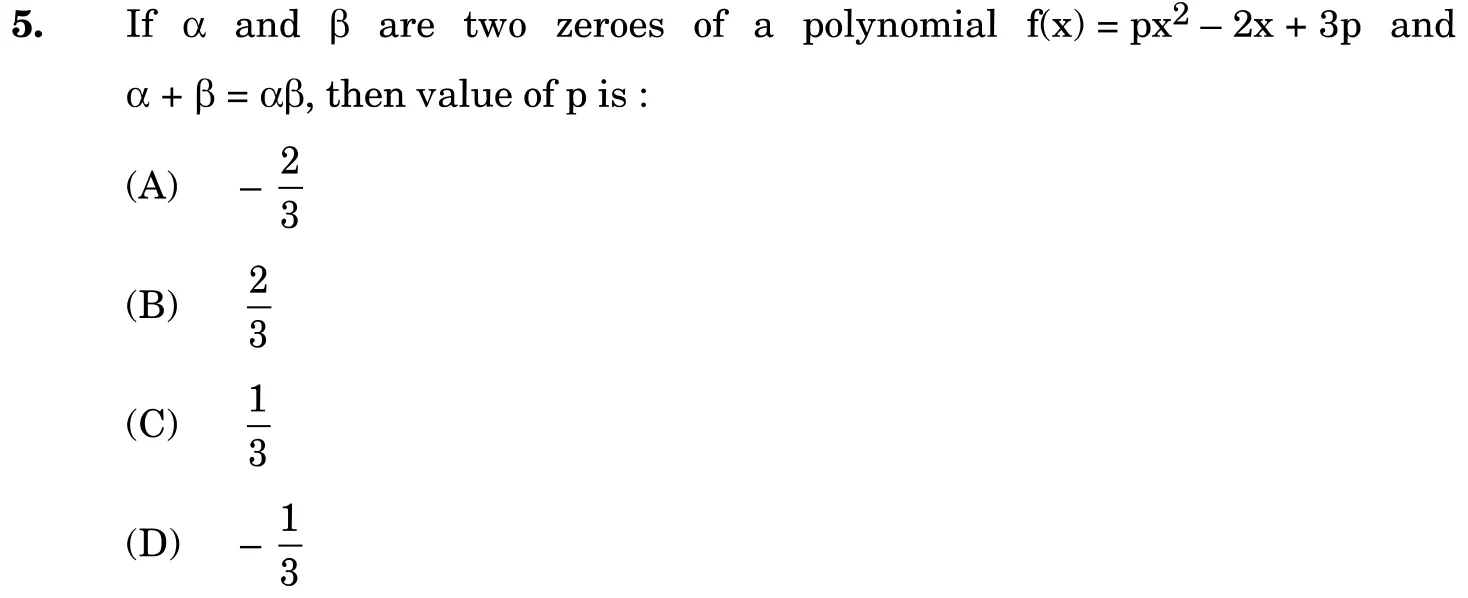 5. If α and β are two zeroes of a polynomial f(x) = px² – 2x + 3p and
α + β = αβ, then value of p is :
(A) – 2/3
(B) 2/3
(C) 1/3
(D) – 1/3